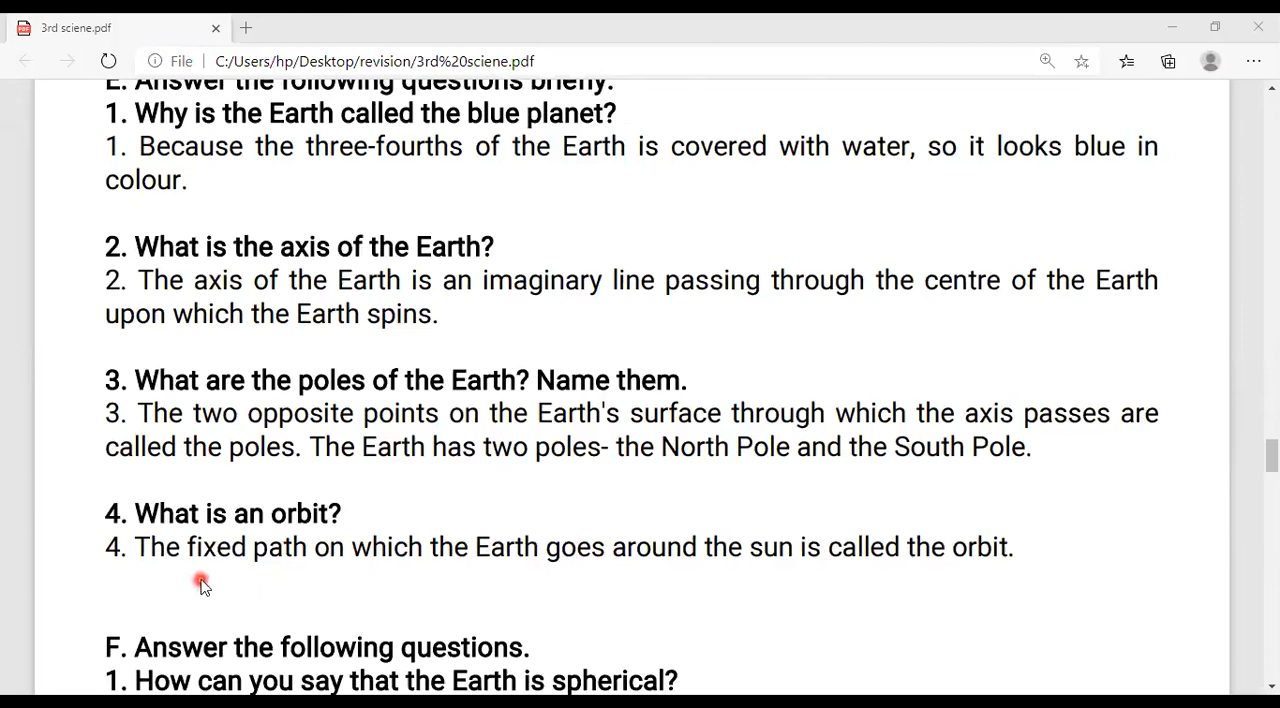 3rd sciene.pdf
File
C:/Users/hp/Desktop/revision/3rd%20sciene.pdf
E. Answer the following questions briefly.
1. Why is the Earth called the blue planet?
1. Because the three-fourths of the Earth is covered with water, so it looks blue in
colour.
2. What is the axis of the Earth?
2. The axis of the Earth is an imaginary line passing through the centre of the Earth
upon which the Earth spins.
3. What are the poles of the Earth? Name them.
3. The two opposite points on the Earth's surface through which the axis passes are
called the poles. The Earth has two poles- the North Pole and the South Pole.
4. What is an orbit?
4. The fixed path on which the Earth goes around the sun is called the orbit.
F. Answer the following questions.
1. How can you say that the Earth is spherical?